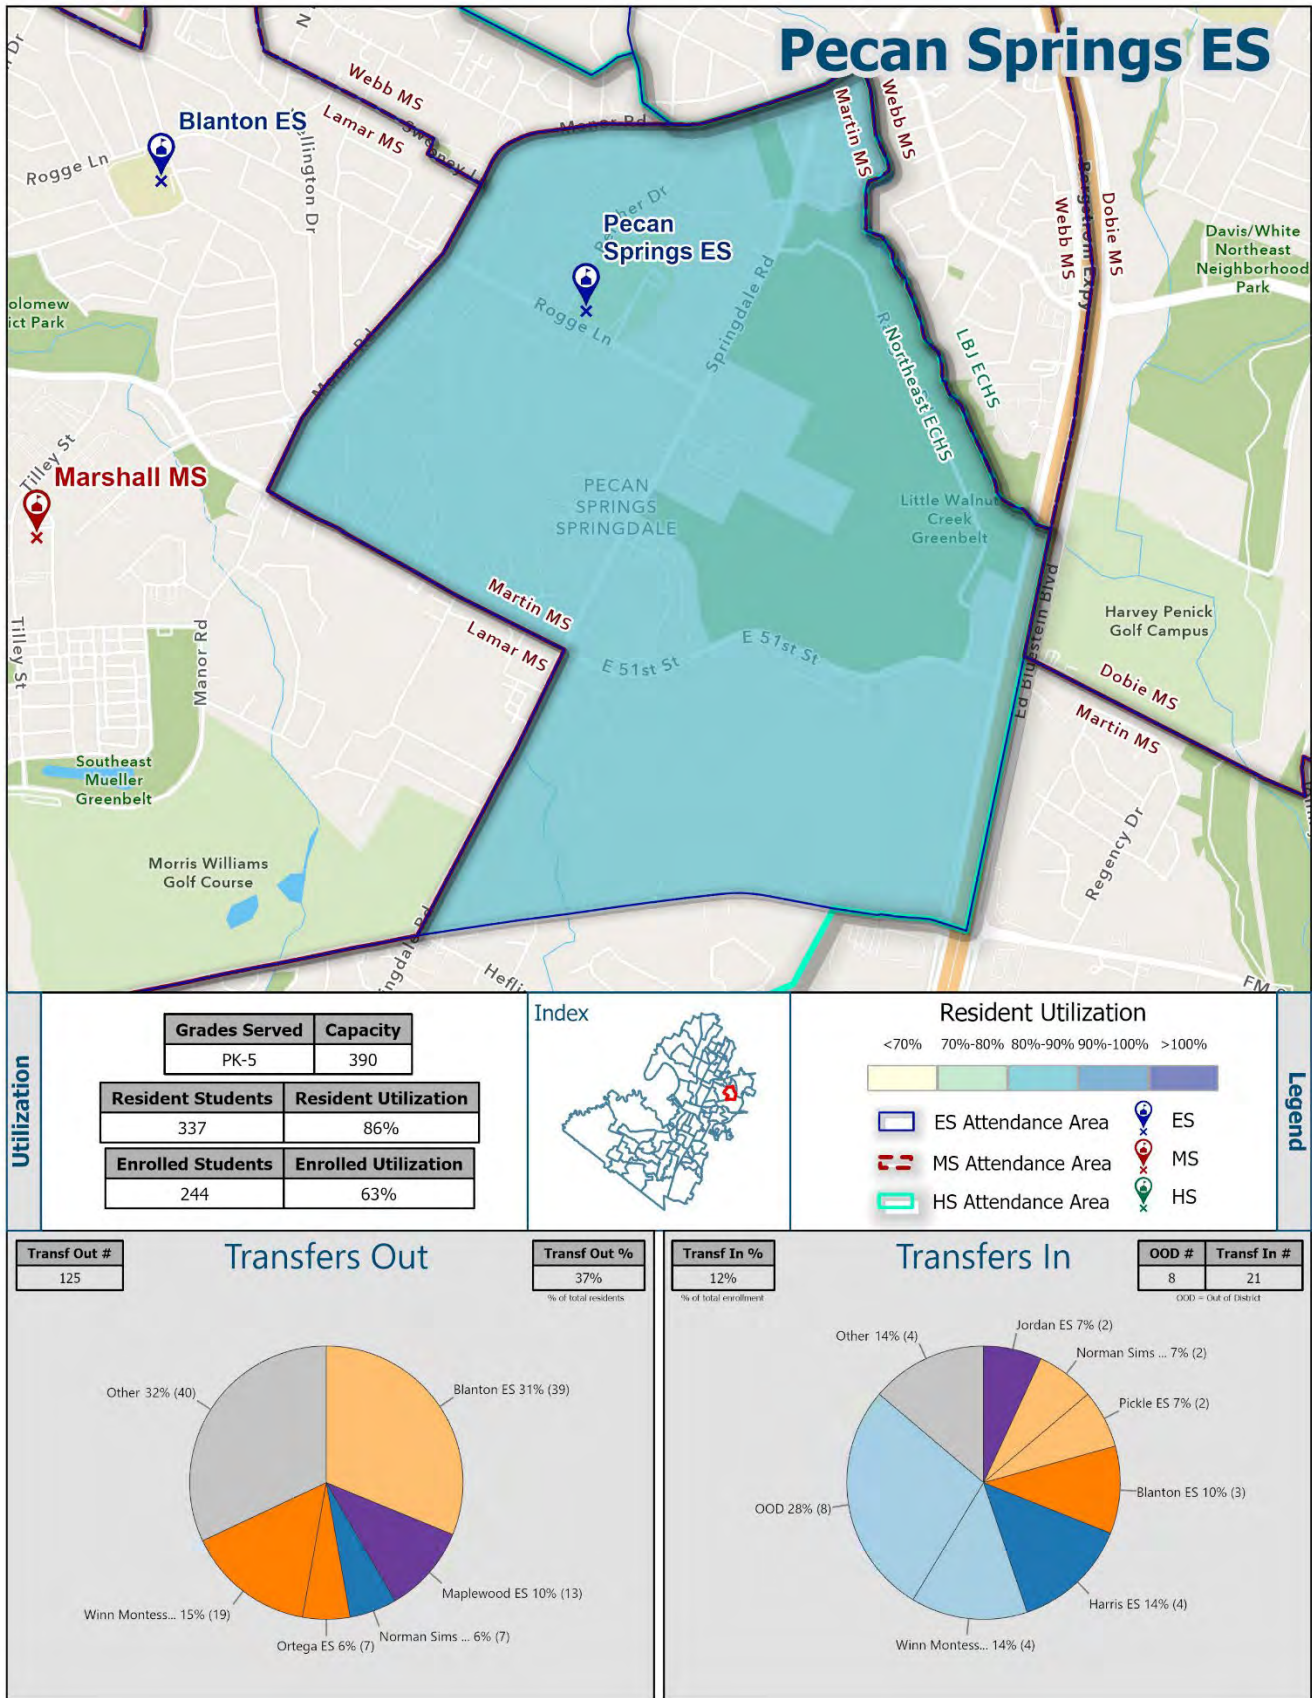 Pecan Springs ES
Webb MS
Lamar MS
Manor Rd
Webb MS
Martin MS
Blanton ES
Rogge Ln
Pecan
Springs ES
Rogge Ln
Springdale Rd
Dobie MS
Webb MS
Davis/White
Northeast
Neighborhood
Park
Manor Rd
LBJ ECHS
Northeast ECHS
Tilley St
Marshall MS
PECAN
SPRINGS
SPRINGDALE
Little Walnut
Creek
Greenbelt
Martin MS
Lamar MS
E 51st St
E 51st St
Ed Bluestein Blvd
Harvey Penick
Golf Campus
Dobie MS
Martin MS
Tilley St
Manor Rd
Southeast
Mueller
Greenbelt
Morris Williams
Golf Course
Regency Dr
Utilization
Grades Served Capacity
PK-5 390
Resident Students Resident Utilization
337 86%
Enrolled Students Enrolled Utilization
244 63%
Index
Resident Utilization
<70% 70%-80% 80%-90% 90%-100% >100%
ES Attendance Area ES
MS Attendance Area MS
HS Attendance Area HS
Legend
Transfers Out
Transf Out #
125
Transf Out %
37%
% of total residents
Other 32% (40)
Blanton ES 31% (39)
Maplewood ES 10% (13)
Norman Sims ... 6% (7)
Ortega ES 6% (7)
Winn Montess... 15% (19)
Transfers In
Transf In %
12%
% of total enrollment
OOD # Transf In #
8 21
OOD = Out of District
Other 14% (4)
Jordan ES 7% (2)
Norman Sims ... 7% (2)
Pickle ES 7% (2)
Blanton ES 10% (3)
Harris ES 14% (4)
Winn Montess... 14% (4)
OOD 28% (8)